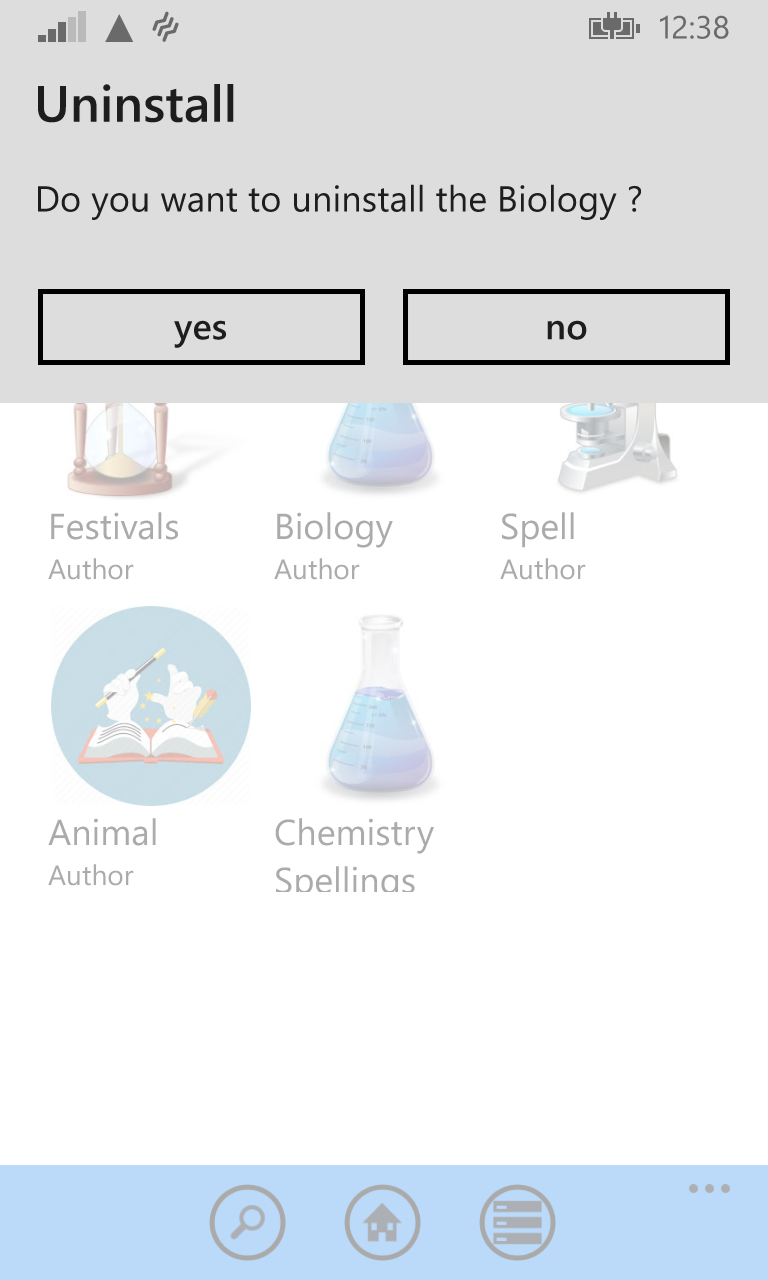 12:38
Uninstall
Do you want to uninstall the Biology ?
yes no
Festivals Biology Spell
Author Author Author
Animal Chemistry
Author Spellings